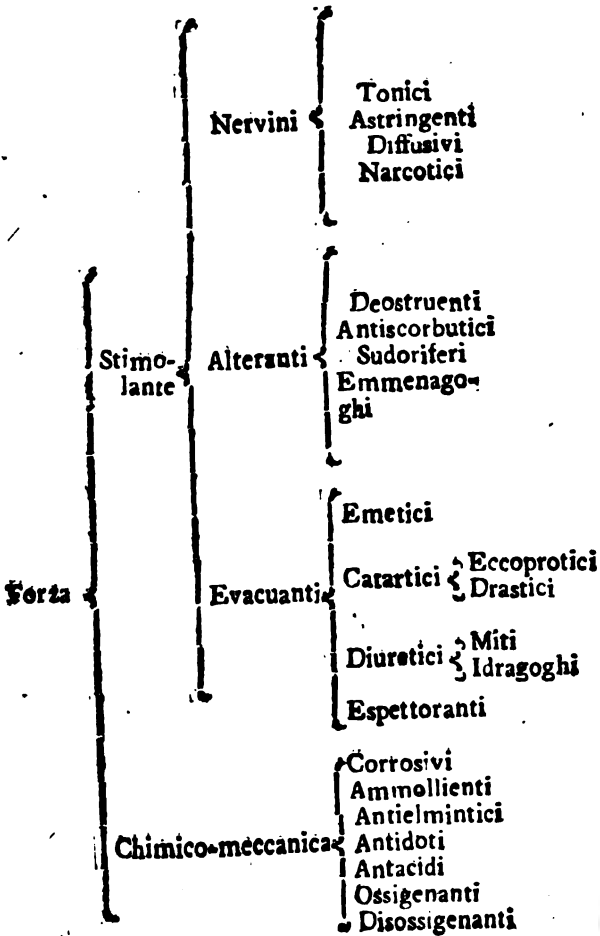 Nervini
Tonici
Astringenti
Diffusivi
Narcotici
Stimo-
lante
Alteranti
Deostruenti
Antiscorbutici
Sudoriferi
Emmenago-
ghi
Forza
Evacuanti
Emetici
Catartici
Eccoprotici
Drastici
Diuretici
Miti
Idragoghi
Espettoranti
Chimico-meccanica
Corrosivi
Ammollienti
Antielmintici
Antidoti
Antacidi
Ossigenanti
Disossigenanti